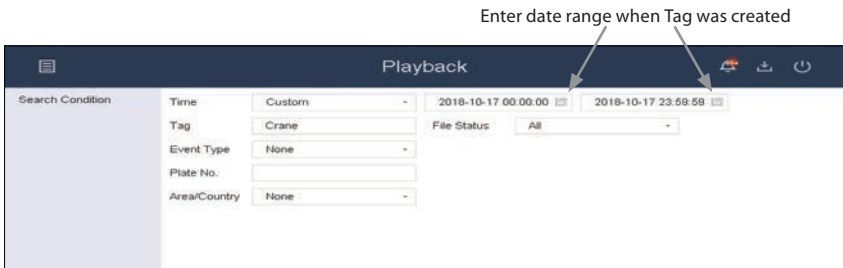 Enter date range when Tag was created
Playback
Search Condition
Time Custom 2018-10-17 00:00:00 2018-10-17 23:59:59
Tag Crane File Status All
Event Type None
Plate No.
Area/Country None